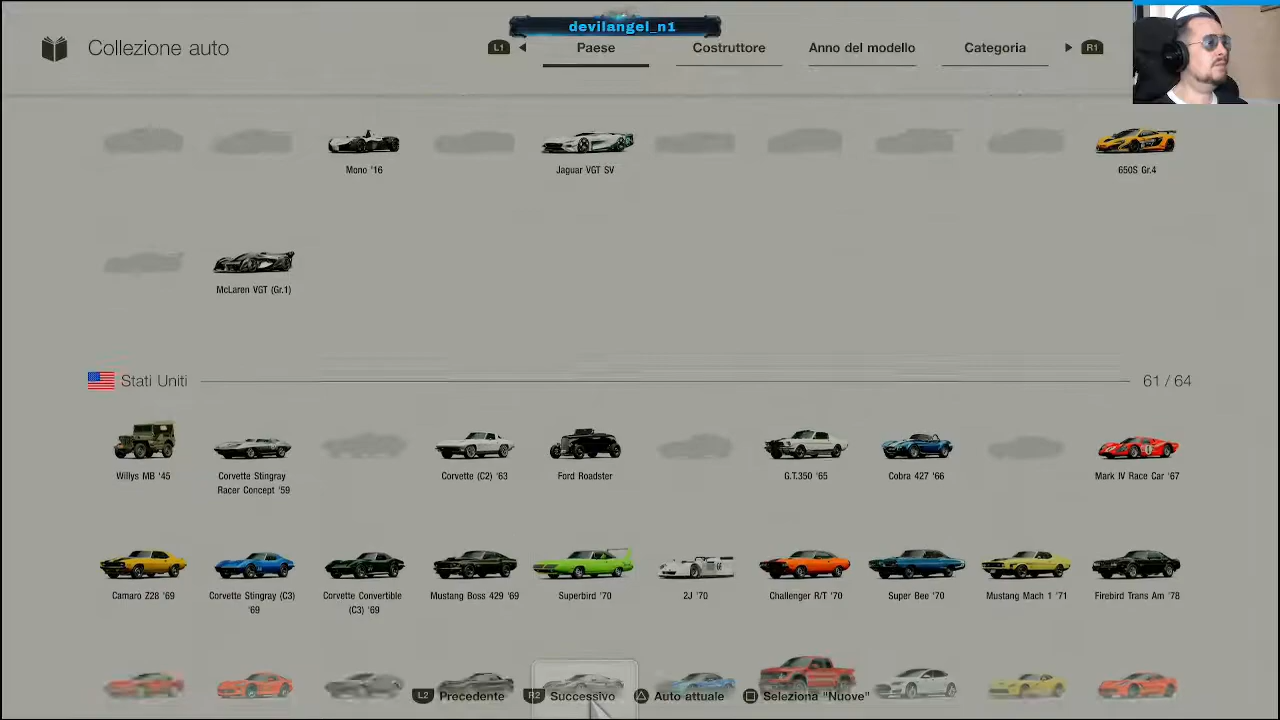 devilangel_n1
Collezione auto
L1 Paese Costruttore Anno del modello Categoria R1
Mono '16 Jaguar VGT SV 650S Gr.4
McLaren VGT (Gr.1)
Stati Uniti 61 / 64
Willys MB '45 Corvette Stingray Corvette (C2) '63 Ford Roadster G.T.350 '65 Cobra 427 '66 Mark IV Race Car '67
Racer Concept '59
Camaro Z28 '69 Corvette Stingray (C3) Corvette Convertible Mustang Boss 429 '69 Superbird '70 2J '70 Challenger R/T '70 Super Bee '70 Mustang Mach 1 '71 Firebird Trans Am '78
'69 (C3) '69
L2 Precedente R2 Successivo Auto attuale Seleziona "Nuove"